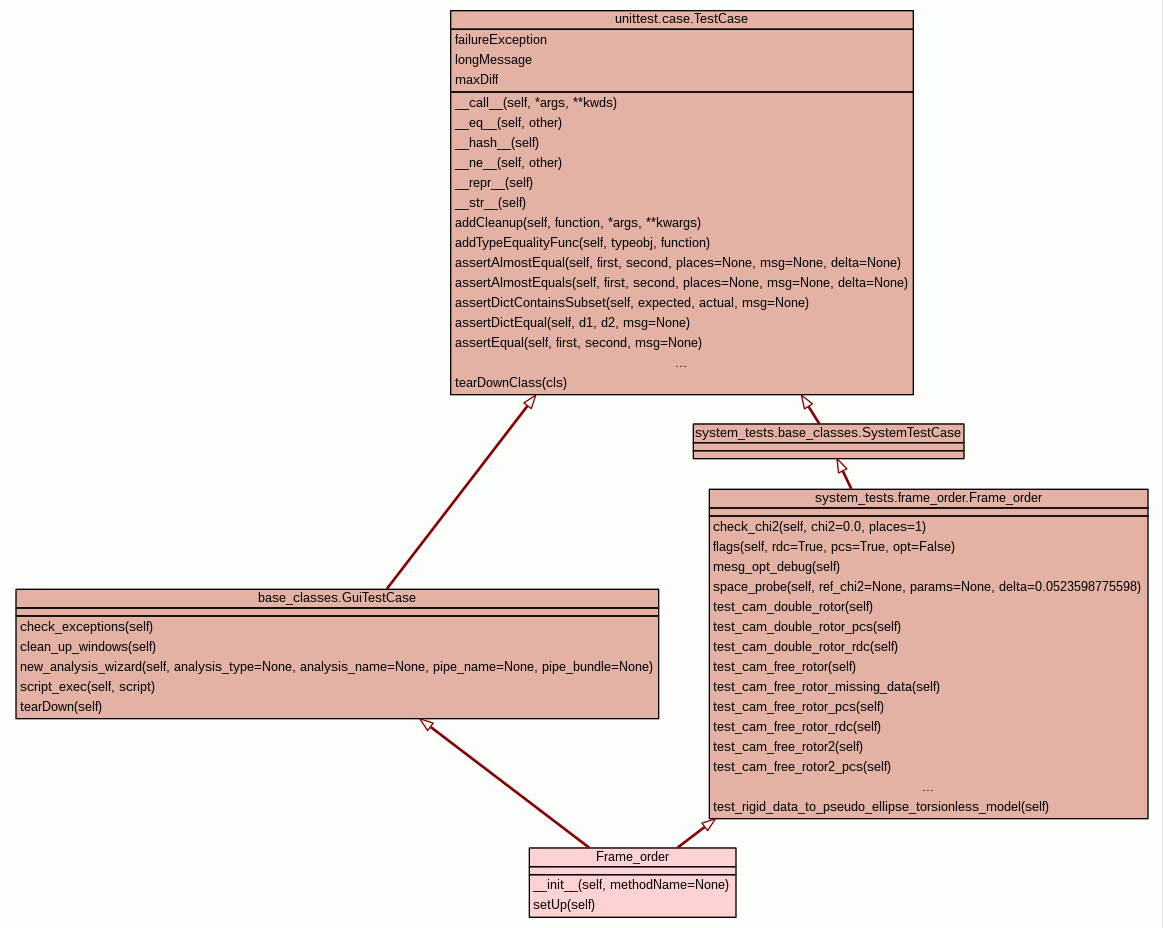 unittest.case.TestCase
failureException
longMessage
maxDiff
__call__(self, *args, **kwds)
__eq__(self, other)
__hash__(self)
__ne__(self, other)
__repr__(self)
__str__(self)
addCleanup(self, function, *args, **kwargs)
addTypeEqualityFunc(self, typeobj, function)
assertAlmostEqual(self, first, second, places=None, msg=None, delta=None)
assertAlmostEquals(self, first, second, places=None, msg=None, delta=None)
assertDictContainsSubset(self, expected, actual, msg=None)
assertDictEqual(self, d1, d2, msg=None)
assertEqual(self, first, second, msg=None)
...
tearDownClass(cls)
system_tests.base_classes.SystemTestCase
system_tests.frame_order.Frame_order
check_chi2(self, chi2=0.0, places=1)
flags(self, rdc=True, pcs=True, opt=False)
mesg_opt_debug(self)
space_probe(self, ref_chi2=None, params=None, delta=0.0523598775598)
test_cam_double_rotor(self)
test_cam_double_rotor_pcs(self)
test_cam_double_rotor_rdc(self)
test_cam_free_rotor(self)
test_cam_free_rotor_missing_data(self)
test_cam_free_rotor_pcs(self)
test_cam_free_rotor_rdc(self)
test_cam_free_rotor2(self)
test_cam_free_rotor2_pcs(self)
...
test_rigid_data_to_pseudo_ellipse_torsionless_model(self)
base_classes.GuiTestCase
check_exceptions(self)
clean_up_windows(self)
new_analysis_wizard(self, analysis_type=None, analysis_name=None, pipe_name=None, pipe_bundle=None)
script_exec(self, script)
tearDown(self)
Frame_order
__init__(self, methodName=None)
setUp(self)